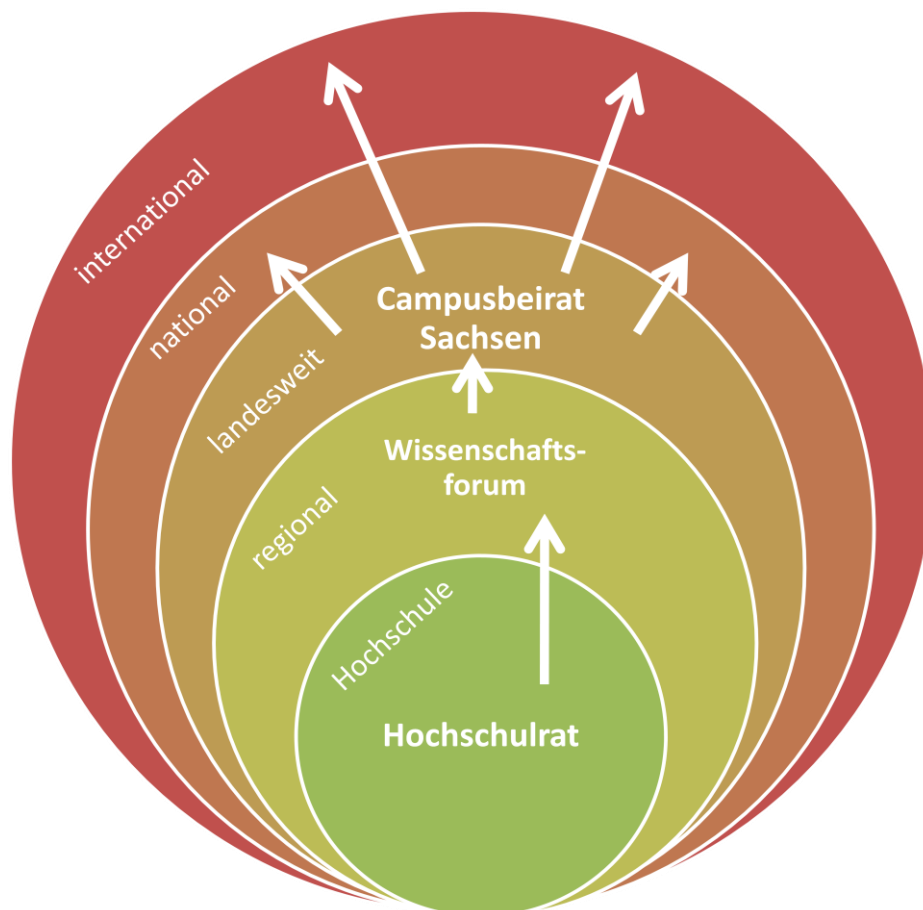 international
national
landesweit
Campusbeirat
Sachsen
regional
Wissenschafts-
forum
Hochschule
Hochschulrat